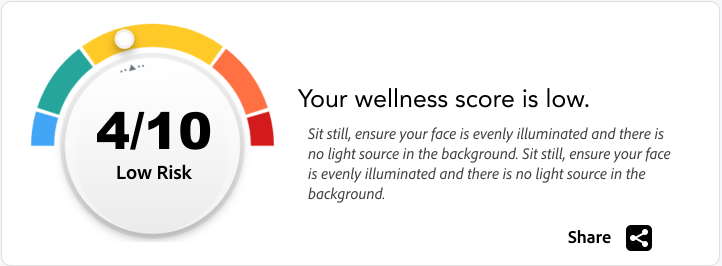 4/10
Low Risk
Your wellness score is low.
Sit still, ensure your face is evenly illuminated and there is
no light source in the background. Sit still, ensure your face
is evenly illuminated and there is no light source in the
background.
Share